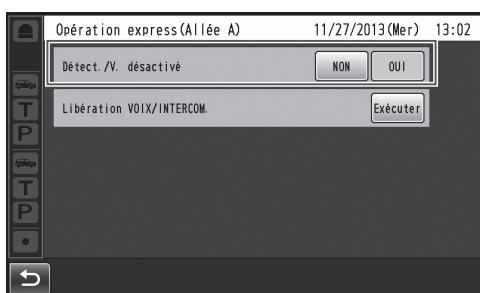 Opération express(Allée A) 11/27/2013(Mer) 13:02
Détect./V. désactivé NON OUI
Libération VOIX/INTERCOM. Exécuter
T
P
T
P